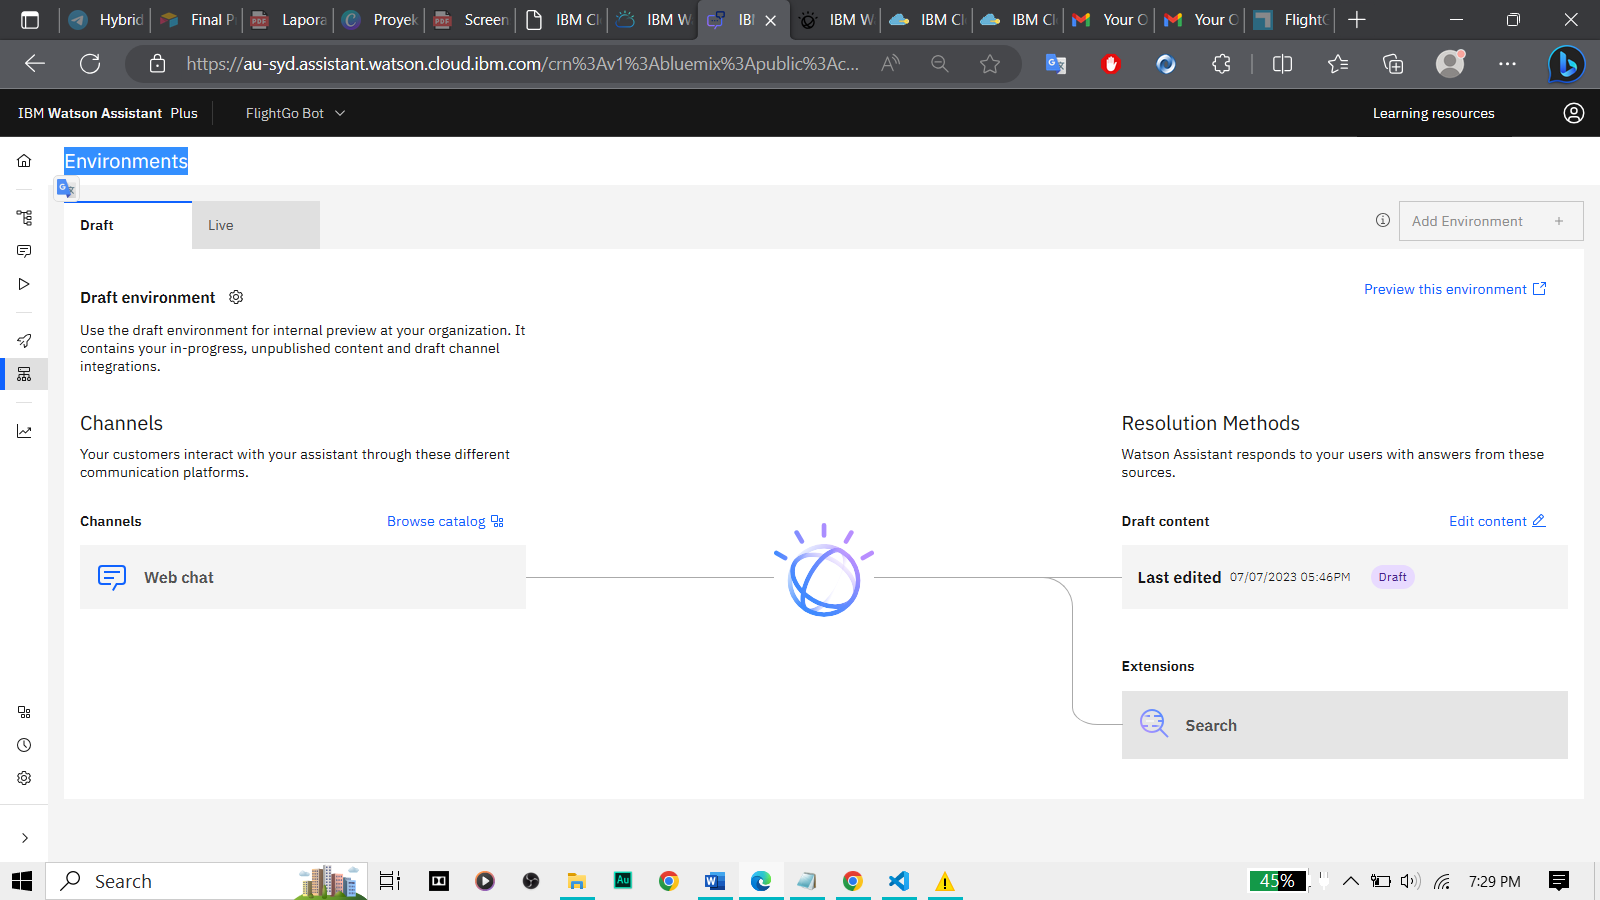 Hybrid
Final P
Lapora
Proyek
Screen
IBM Cl
IBM W
IB
IBM W
IBM Cl
IBM Cl
Your O
Your O
FlightG
https://au-syd.assistant.watson.cloud.ibm.com/crn%3Av1%3Abluemix%3Apublic%3Ac...
IBM Watson Assistant Plus
FlightGo Bot
Learning resources
Environments
Draft
Live
Add Environment +
Draft environment
Preview this environment
Use the draft environment for internal preview at your organization. It
contains your in-progress, unpublished content and draft channel
integrations.
Channels
Your customers interact with your assistant through these different
communication platforms.
Channels
Browse catalog
Web chat
Resolution Methods
Watson Assistant responds to your users with answers from these
sources.
Draft content
Edit content
Last edited 07/07/2023 05:46PM Draft
Extensions
Search
Search
45%
7:29 PM